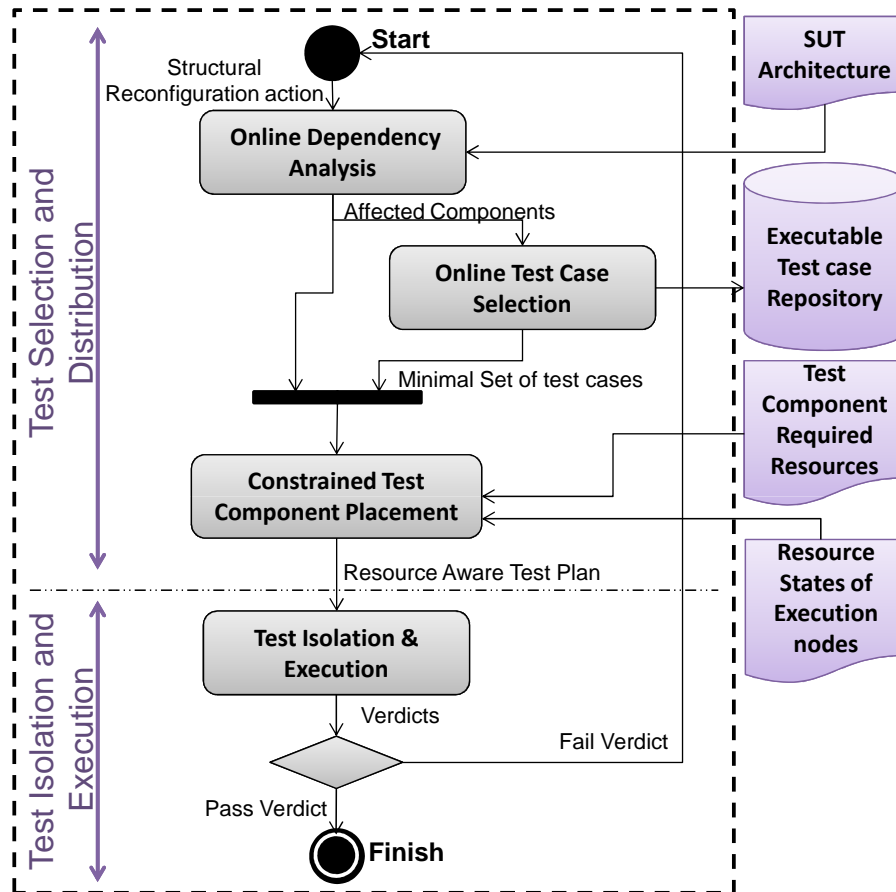 Start
Structural
Reconfiguration action
Online Dependency
Analysis
Affected Components
Online Test Case
Selection
Minimal Set of test cases
Constrained Test
Component Placement
Resource Aware Test Plan
Test Isolation &
Execution
Verdicts
Fail Verdict
Pass Verdict
Finish
Test Selection and
Distribution
Test Isolation and
Execution
SUT
Architecture
Executable
Test case
Repository
Test
Component
Required
Resources
Resource
States of
Execution
nodes